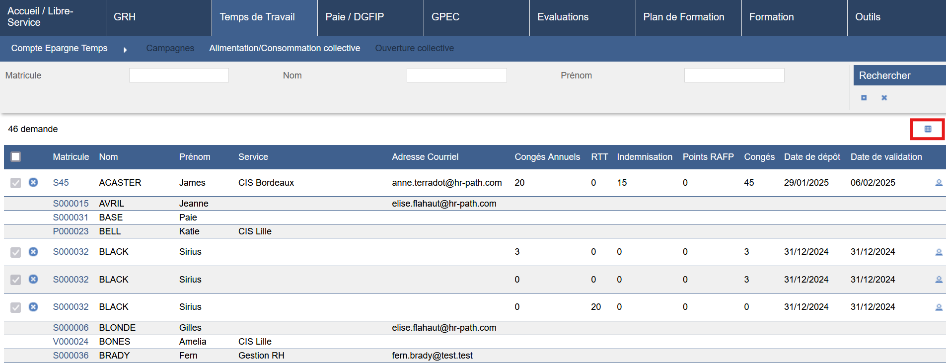 Accueil / Libre-Service GRH Temps de Travail Paie / DGFIP GPEC Evaluations Plan de Formation Formation Outils
Compte Epargne Temps Campagnes Alimentation/Consommation collective Ouverture collective
Matricule Nom Prénom Rechercher
46 demande
Matricule Nom Prénom Service Adresse Courriel Congés Annuels RTT Indemnisation Points RAFP Congés Date de dépôt Date de validation
S45 ACASTER James CIS Bordeaux anne.terradot@hr-path.com 20 0 15 0 45 29/01/2025 06/02/2025
S000015 AVRIL Jeanne elise.flahaut@hr-path.com
S000031 BASE Paie
P000023 BELL Katie CIS Lille
S000032 BLACK Sirius 3 0 0 0 3 31/12/2024 31/12/2024
S000032 BLACK Sirius 0 0 0 0 3 31/12/2024 31/12/2024
S000032 BLACK Sirius 0 20 0 0 0 31/12/2024 31/12/2024
S000006 BLONDE Gilles elise.flahaut@hr-path.com
V000024 BONES Amelia CIS Lille
S000036 BRADY Fern Gestion RH fern.brady@test.test